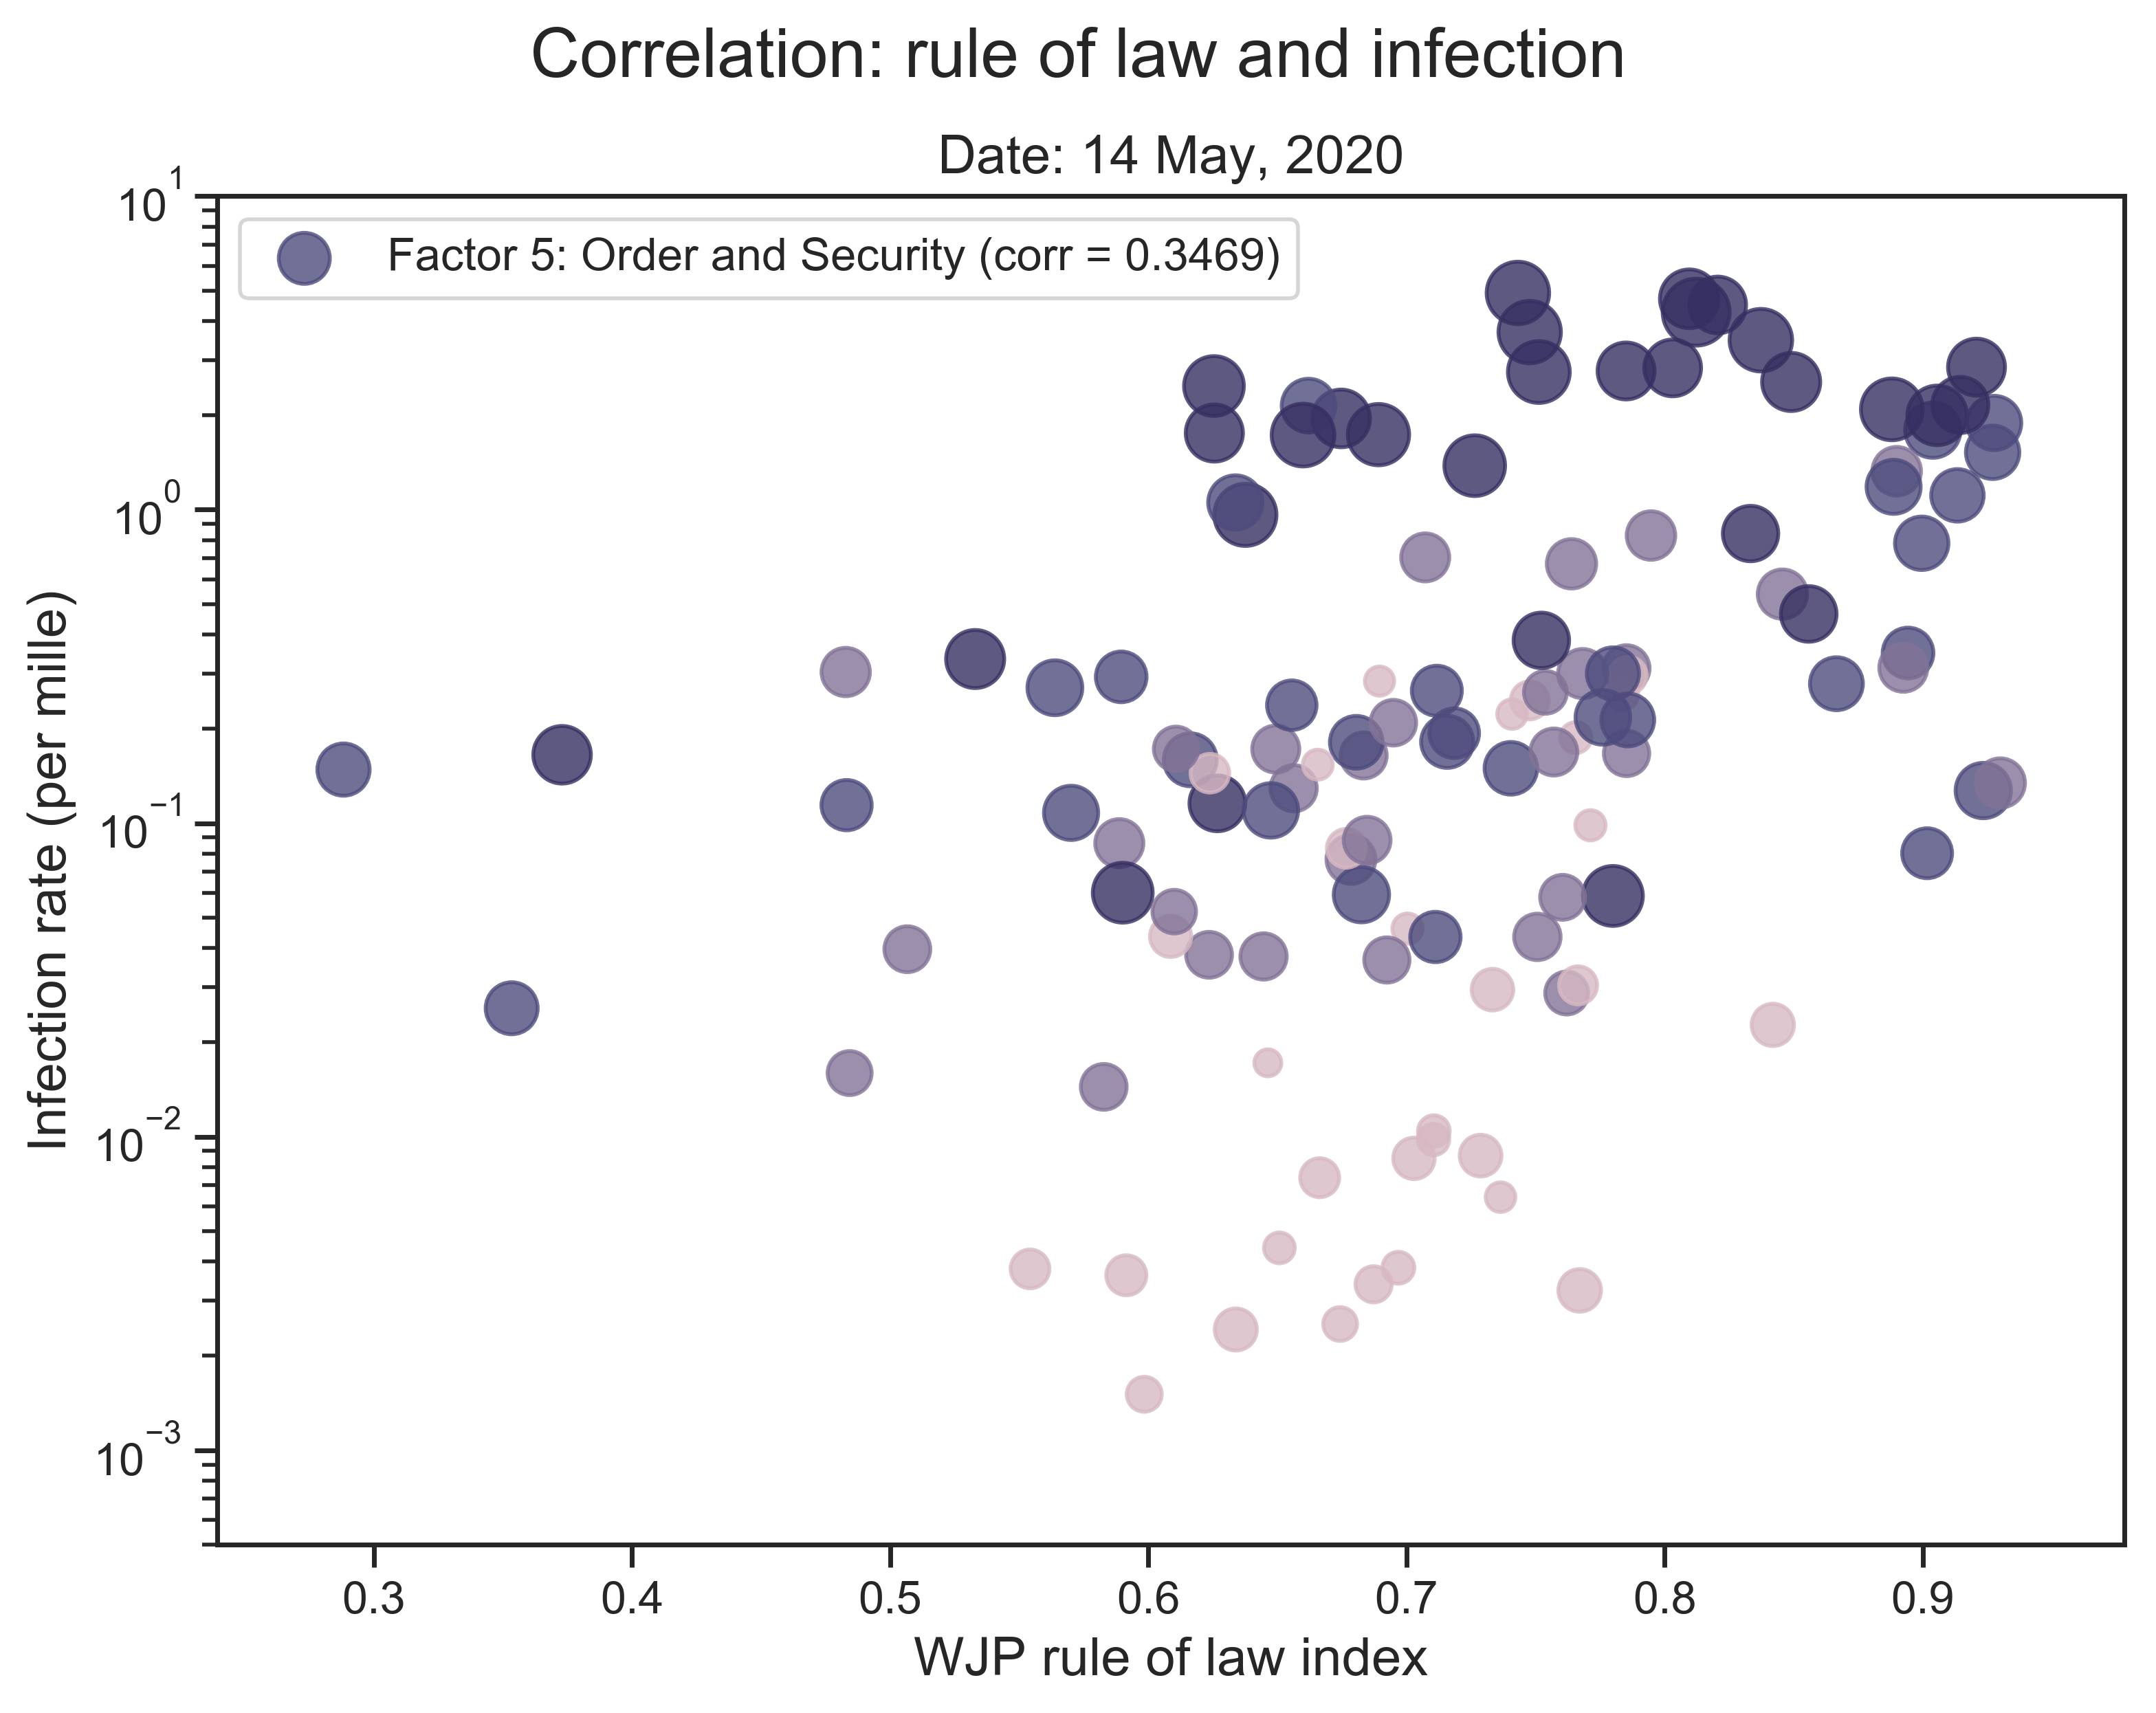 Correlation: rule of law and infection
Date: 14 May, 2020
Factor 5: Order and Security (corr = 0.3469)
Infection rate (per mille)
10^1
10^0
10^−1
10^−2
10^−3
0.3 0.4 0.5 0.6 0.7 0.8 0.9
WJP rule of law index